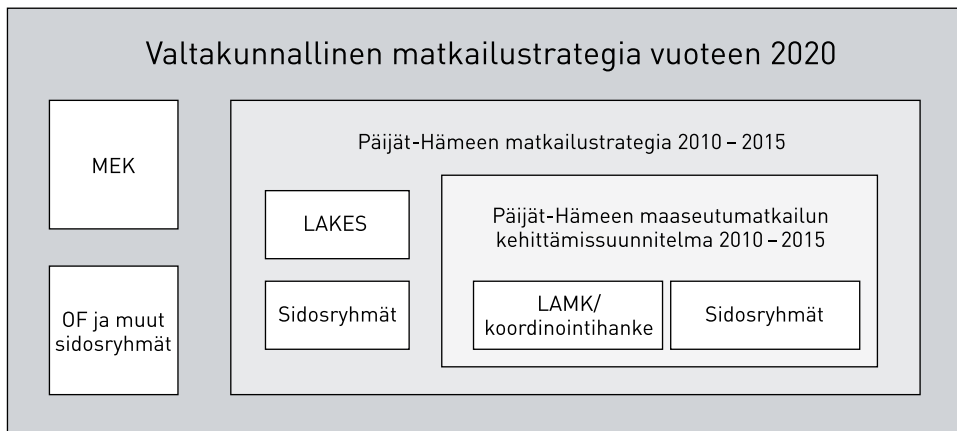 Valtakunnallinen matkailustrategia vuoteen 2020
MEK
OF ja muut
sidosryhmät
Päijät-Hämeen matkailustrategia 2010 – 2015
LAKES
Sidosryhmät
Päijät-Hämeen maaseutumatkailun
kehittämissuunnitelma 2010 – 2015
LAMK/
koordinointihanke
Sidosryhmät